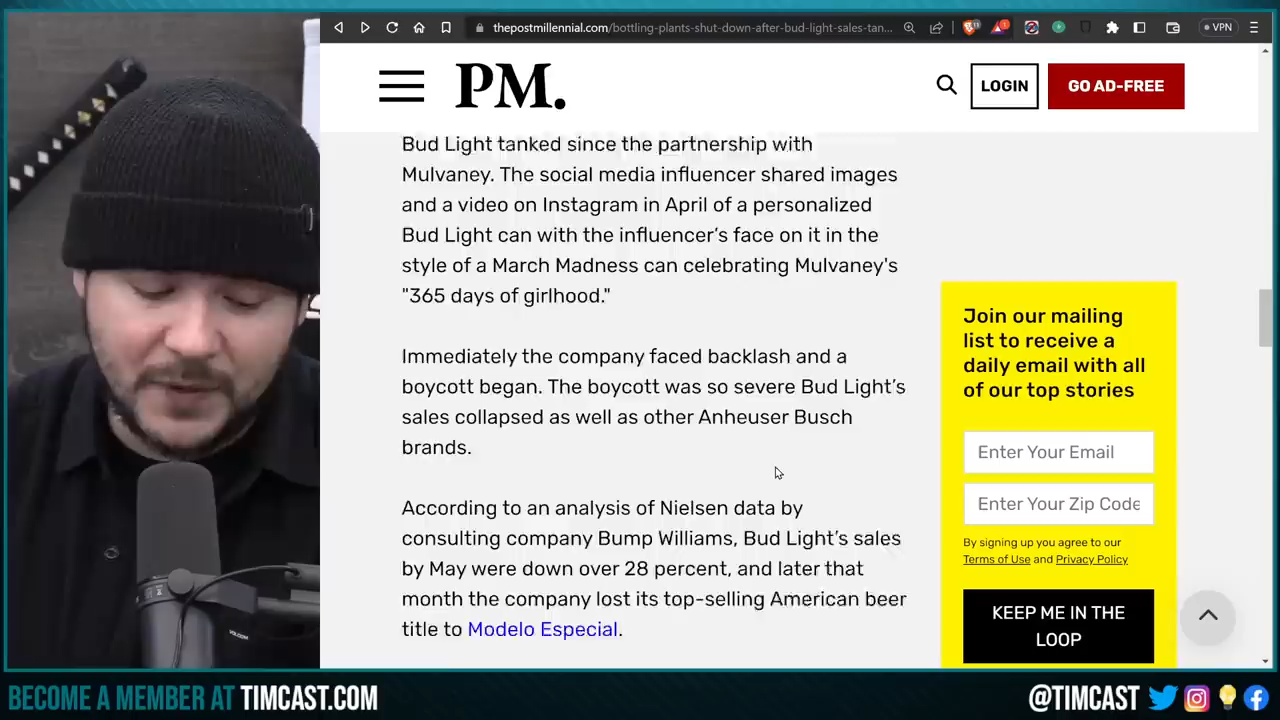 thepostmillennial.com/bottling-plants-shut-down-after-bud-light-sales-tan...
VPN
PM.
LOGIN
GO AD-FREE
Bud Light tanked since the partnership with
Mulvaney. The social media influencer shared images
and a video on Instagram in April of a personalized
Bud Light can with the influencer’s face on it in the
style of a March Madness can celebrating Mulvaney's
"365 days of girlhood."
Immediately the company faced backlash and a
boycott began. The boycott was so severe Bud Light’s
sales collapsed as well as other Anheuser Busch
brands.
According to an analysis of Nielsen data by
consulting company Bump Williams, Bud Light’s sales
by May were down over 28 percent, and later that
month the company lost its top-selling American beer
title to Modelo Especial.
Join our mailing
list to receive a
daily email with all
of our top stories
Enter Your Email
Enter Your Zip Code
By signing up you agree to our
Terms of Use and Privacy Policy
KEEP ME IN THE
LOOP
BECOME A MEMBER AT TIMCAST.COM
@TIMCAST